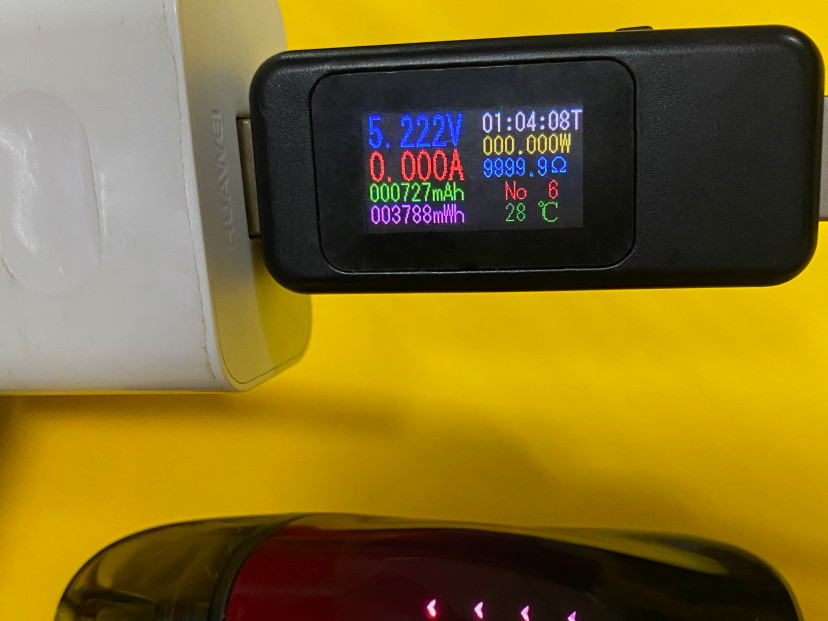 HUAWEI
5.222V
0.000A
000727mAh
003788mWh
01:04:08T
000.000W
9999.9Ω
No 6
28 ℃